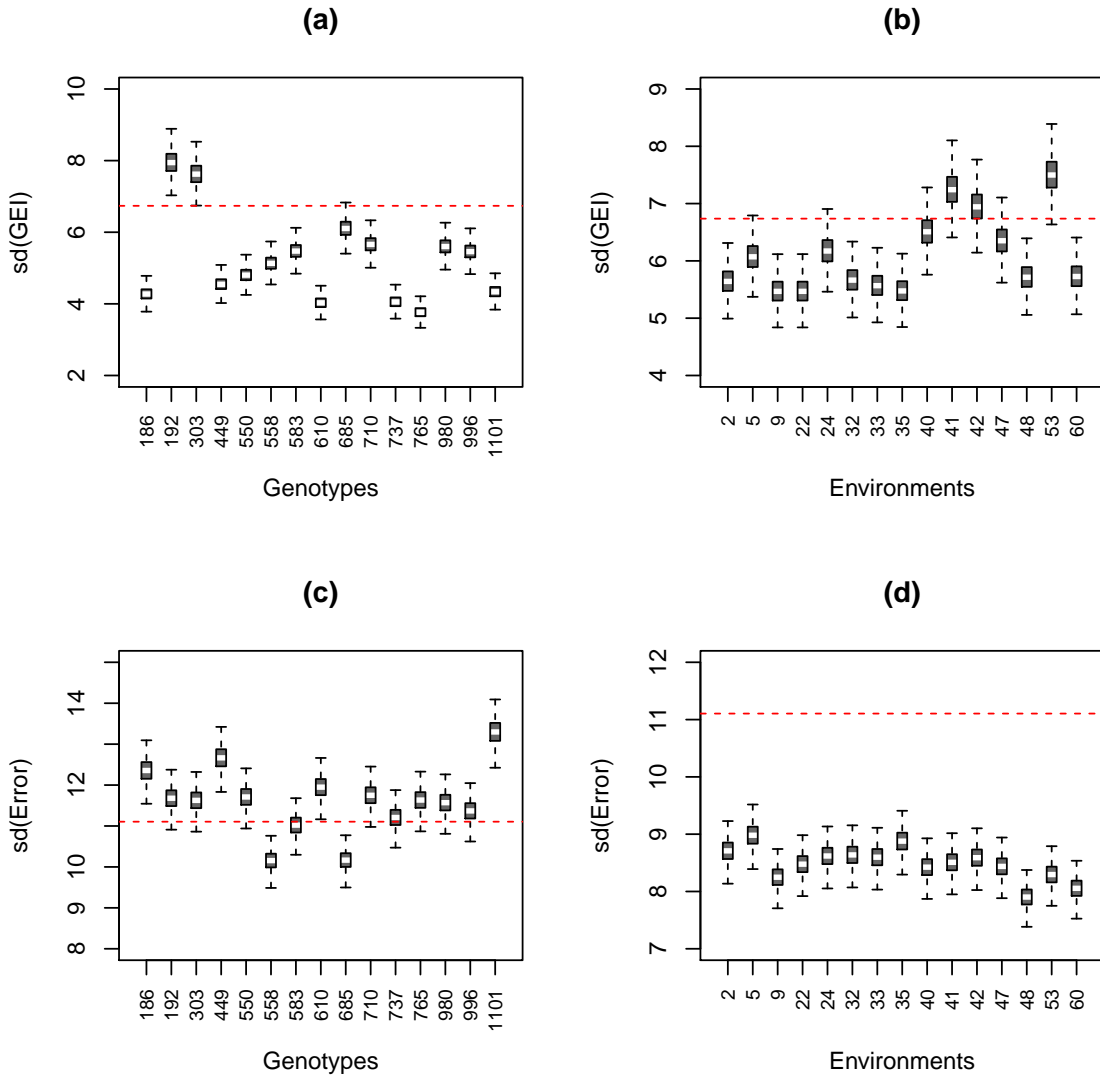 (a)
sd(GEI)
10
8
6
4
2
186 192 303 449 550 558 583 610 685 710 737 765 980 996 1101
Genotypes
(b)
sd(GEI)
9
8
7
6
5
4
2 5 9 22 24 32 33 35 40 41 42 47 48 53 60
Environments
(c)
sd(Error)
14
12
10
8
186 192 303 449 550 558 583 610 685 710 737 765 980 996 1101
Genotypes
(d)
sd(Error)
12
11
10
9
8
7
2 5 9 22 24 32 33 35 40 41 42 47 48 53 60
Environments